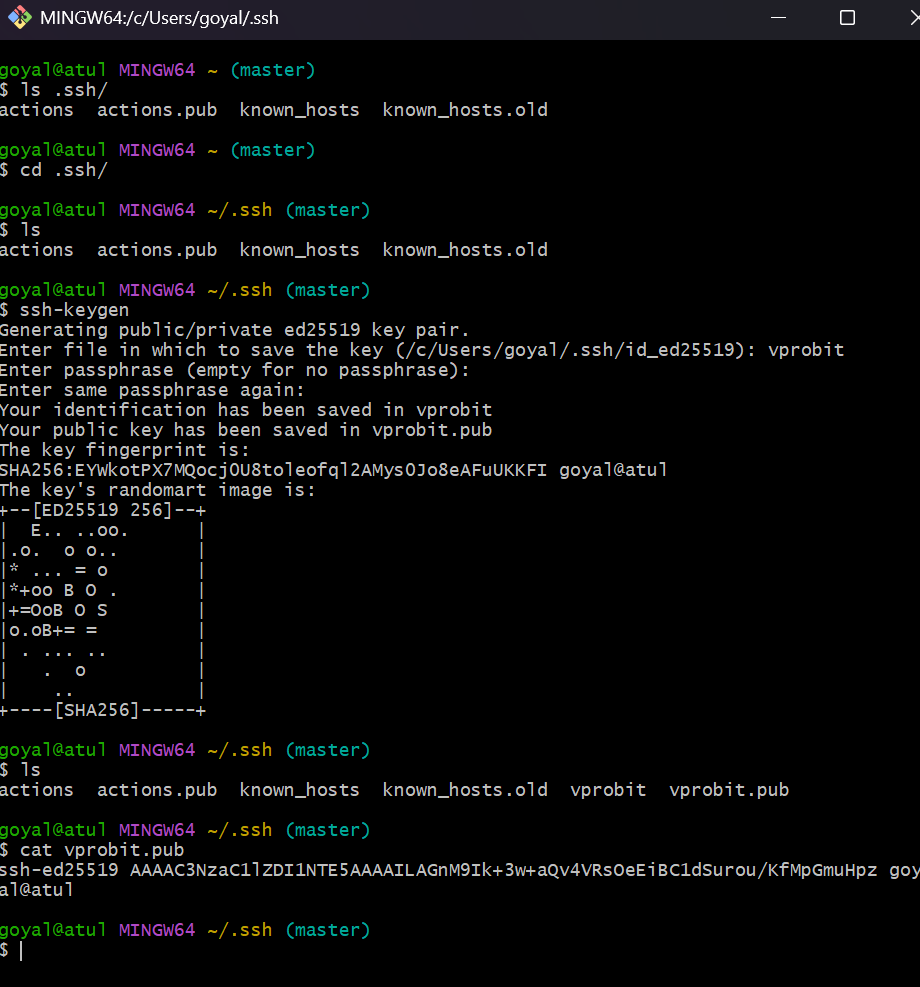 MINGW64:/c/Users/goyal/.ssh
goyal@atul MINGW64 ~ (master)
$ ls .ssh/
actions  actions.pub  known_hosts  known_hosts.old
goyal@atul MINGW64 ~ (master)
$ cd .ssh/
goyal@atul MINGW64 ~/.ssh (master)
$ ls
actions  actions.pub  known_hosts  known_hosts.old
goyal@atul MINGW64 ~/.ssh (master)
$ ssh-keygen
Generating public/private ed25519 key pair.
Enter file in which to save the key (/c/Users/goyal/.ssh/id_ed25519): vprobit
Enter passphrase (empty for no passphrase):
Enter same passphrase again:
Your identification has been saved in vprobit
Your public key has been saved in vprobit.pub
The key fingerprint is:
SHA256:EYWkotPX7MQocjOU8toleofql2AMysOJo8eAFuUKKFI goyal@atul
The key's randomart image is:
+--[ED25519 256]--+
|  E.. ..oo.      |
|.o.  o o..       |
|* ... = o        |
|*+oo B O .       |
|+=OoB O S        |
|o.oB+= =         |
| . ... ..        |
|   .  o          |
|    ..           |
+----[SHA256]-----+
goyal@atul MINGW64 ~/.ssh (master)
$ ls
actions  actions.pub  known_hosts  known_hosts.old  vprobit  vprobit.pub
goyal@atul MINGW64 ~/.ssh (master)
$ cat vprobit.pub
ssh-ed25519 AAAAC3NzaC1lZDI1NTE5AAAAILAGnM9Ik+3w+aQv4VRsOeEiBC1dSurou/KfMpGmuHpz goy
al@atul
goyal@atul MINGW64 ~/.ssh (master)
$